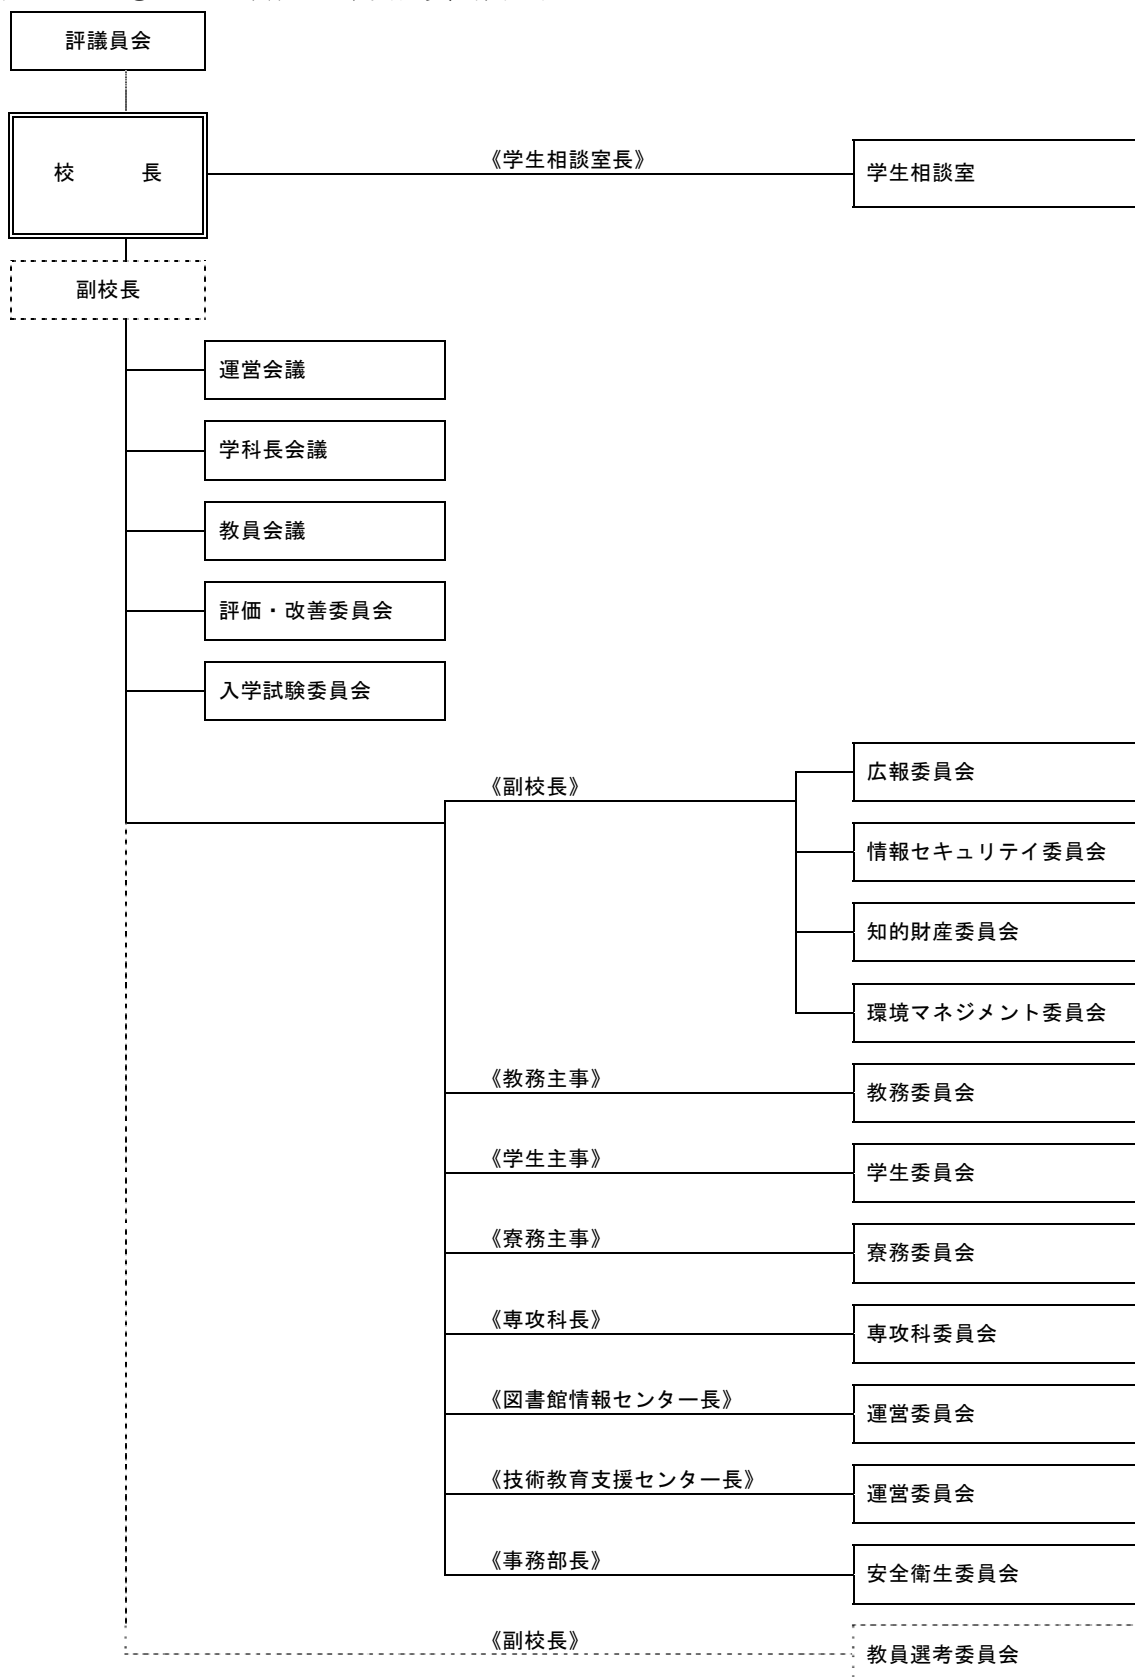 評議員会
校 長
《学生相談室長》
学生相談室
副校長
運営会議
学科長会議
教員会議
評価・改善委員会
入学試験委員会
《副校長》
広報委員会
情報セキュリテイ委員会
知的財産委員会
環境マネジメント委員会
《教務主事》
教務委員会
《学生主事》
学生委員会
《寮務主事》
寮務委員会
《専攻科長》
専攻科委員会
《図書館情報センター長》
運営委員会
《技術教育支援センター長》
運営委員会
《事務部長》
安全衛生委員会
《副校長》
教員選考委員会